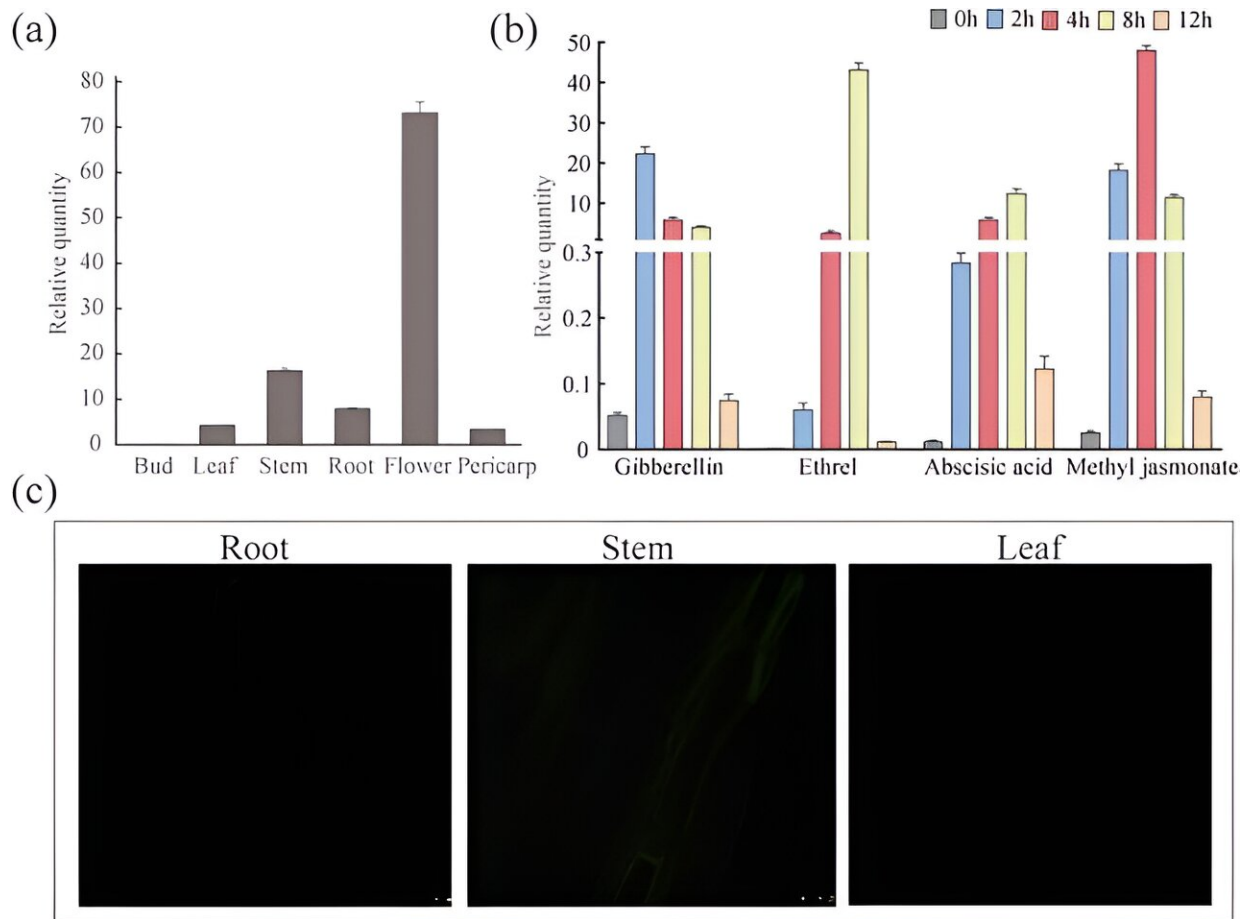 (a)
80
70
60
50
40
30
20
10
0
Relative quantity
Bud Leaf Stem Root Flower Pericarp
(b)
0h 2h 4h 8h 12h
50
40
30
20
10
0.3
0.2
0.1
0
Relative quantity
Gibberellin Ethrel Abscisic acid Methyl jasmonate
(c)
Root Stem Leaf